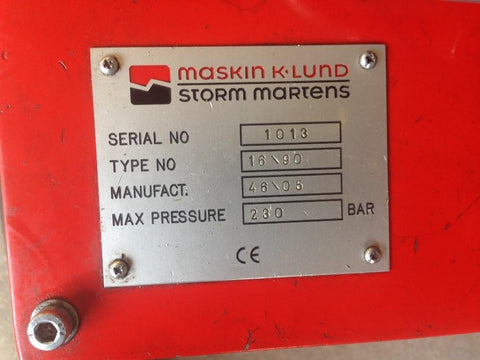 maskin K·LUND
STORM martens
SERIAL NO 1013
TYPE NO 16\90
MANUFACT. 46\05
MAX PRESSURE 230 BAR
CE